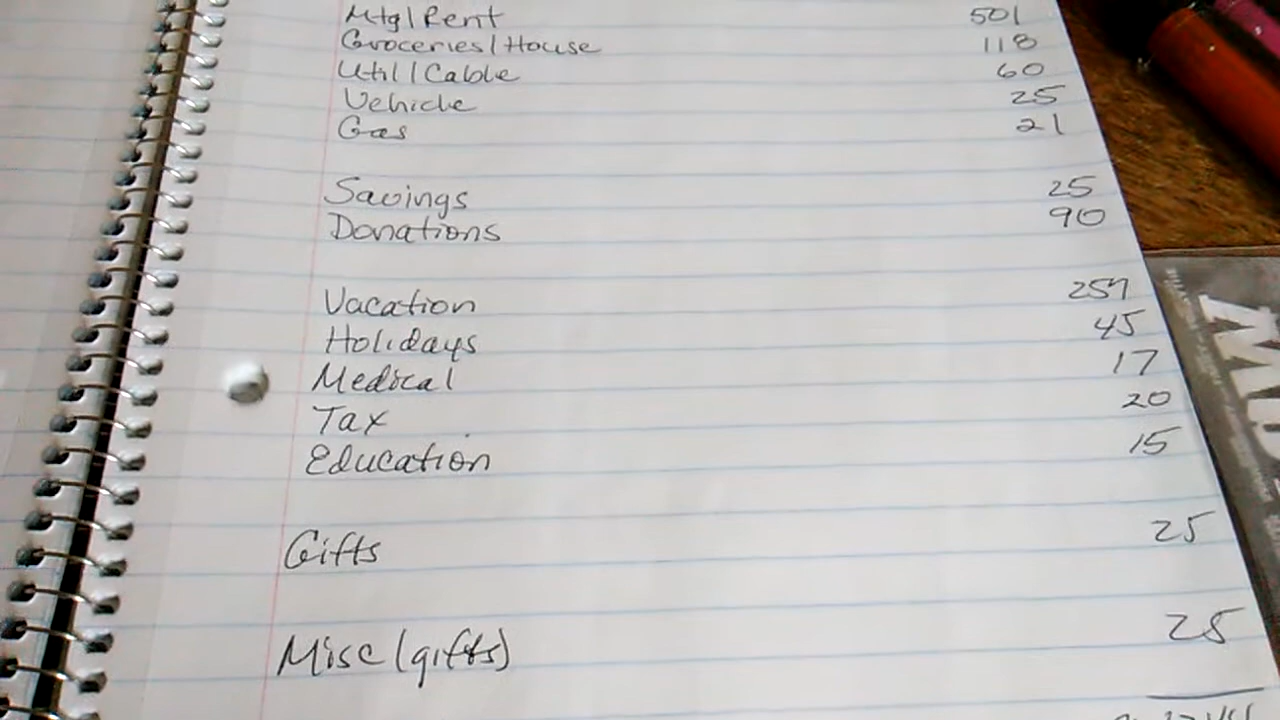 Mtg/Rent 501
Groceries/House 118
Util/Cable 60
Vehicle 25
Gas 21
Savings 25
Donations 90
Vacation 257
Holidays 45
Medical 17
Tax 20
Education 15
Gifts 25
Misc (gifts) 25